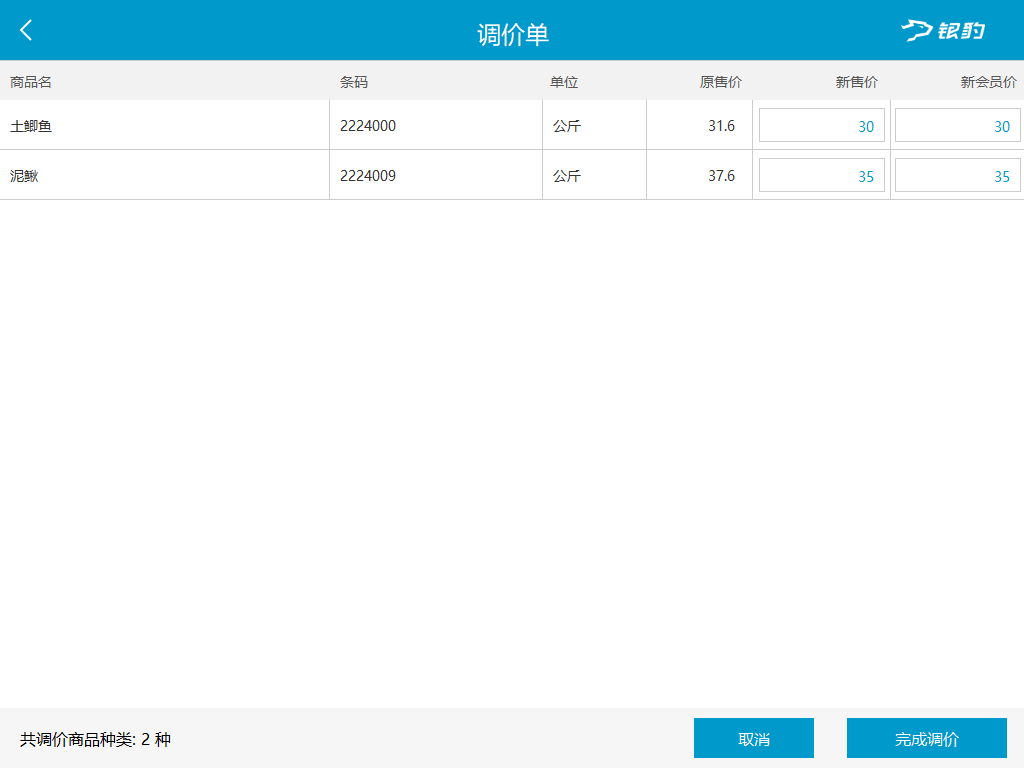 调价单
银豹
商品名 条码 单位 原售价 新售价 新会员价
土鲫鱼 2224000 公斤 31.6 30 30
泥鳅 2224009 公斤 37.6 35 35
共调价商品种类: 2 种 取消 完成调价